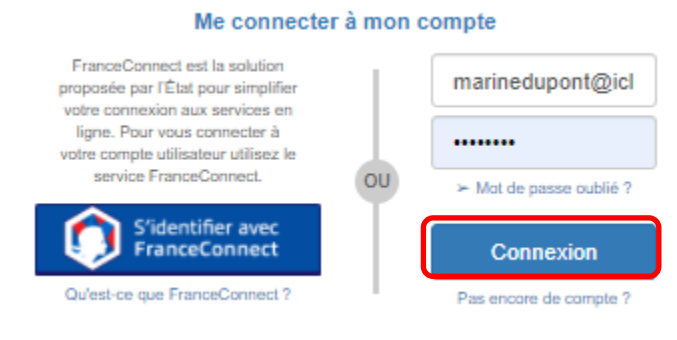 Me connecter à mon compte
FranceConnect est la solution
proposée par l'État pour simplifier
votre connexion aux services en
ligne. Pour vous connecter à
votre compte utilisateur utilisez le
service FranceConnect.
S'identifier avec
FranceConnect
Qu'est-ce que FranceConnect ?
OU
marinedupont@icl
••••••••
➢ Mot de passe oublié ?
Connexion
Pas encore de compte ?